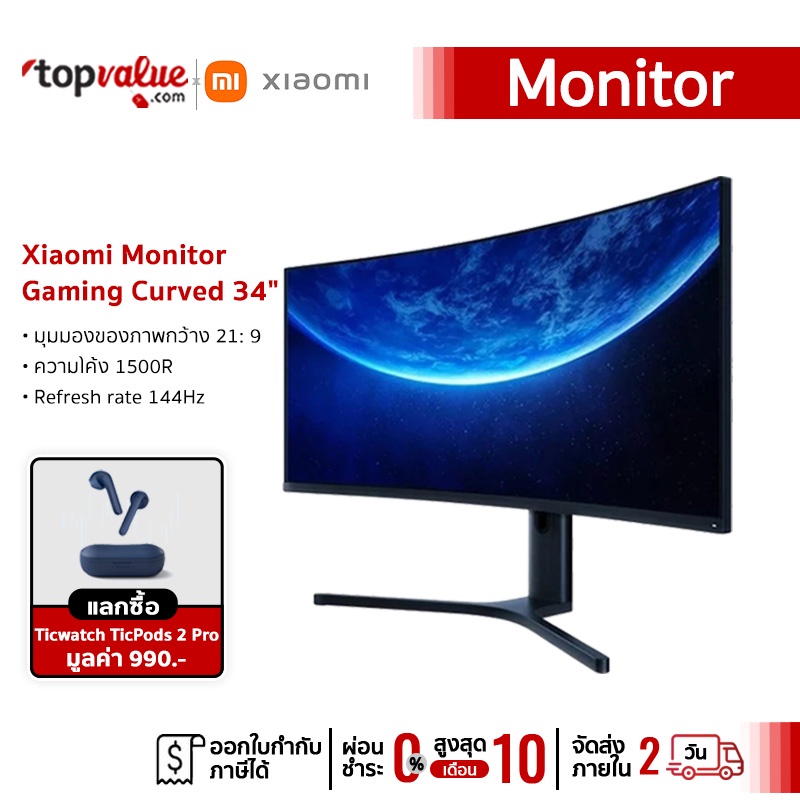 topvalue
.com
x
mi
xiaomi
Monitor
Xiaomi Monitor
Gaming Curved 34"
• มุมมองของภาพกว้าง 21: 9
• ความโค้ง 1500R
• Refresh rate 144Hz
แลกซื้อ
Ticwatch TicPods 2 Pro
มูลค่า 990.-
$
ออกใบกำกับ
ภาษีได้
ผ่อน
ชำระ
0%
สูงสุด
เดือน
10
จัดส่ง
ภายใน
2
วัน